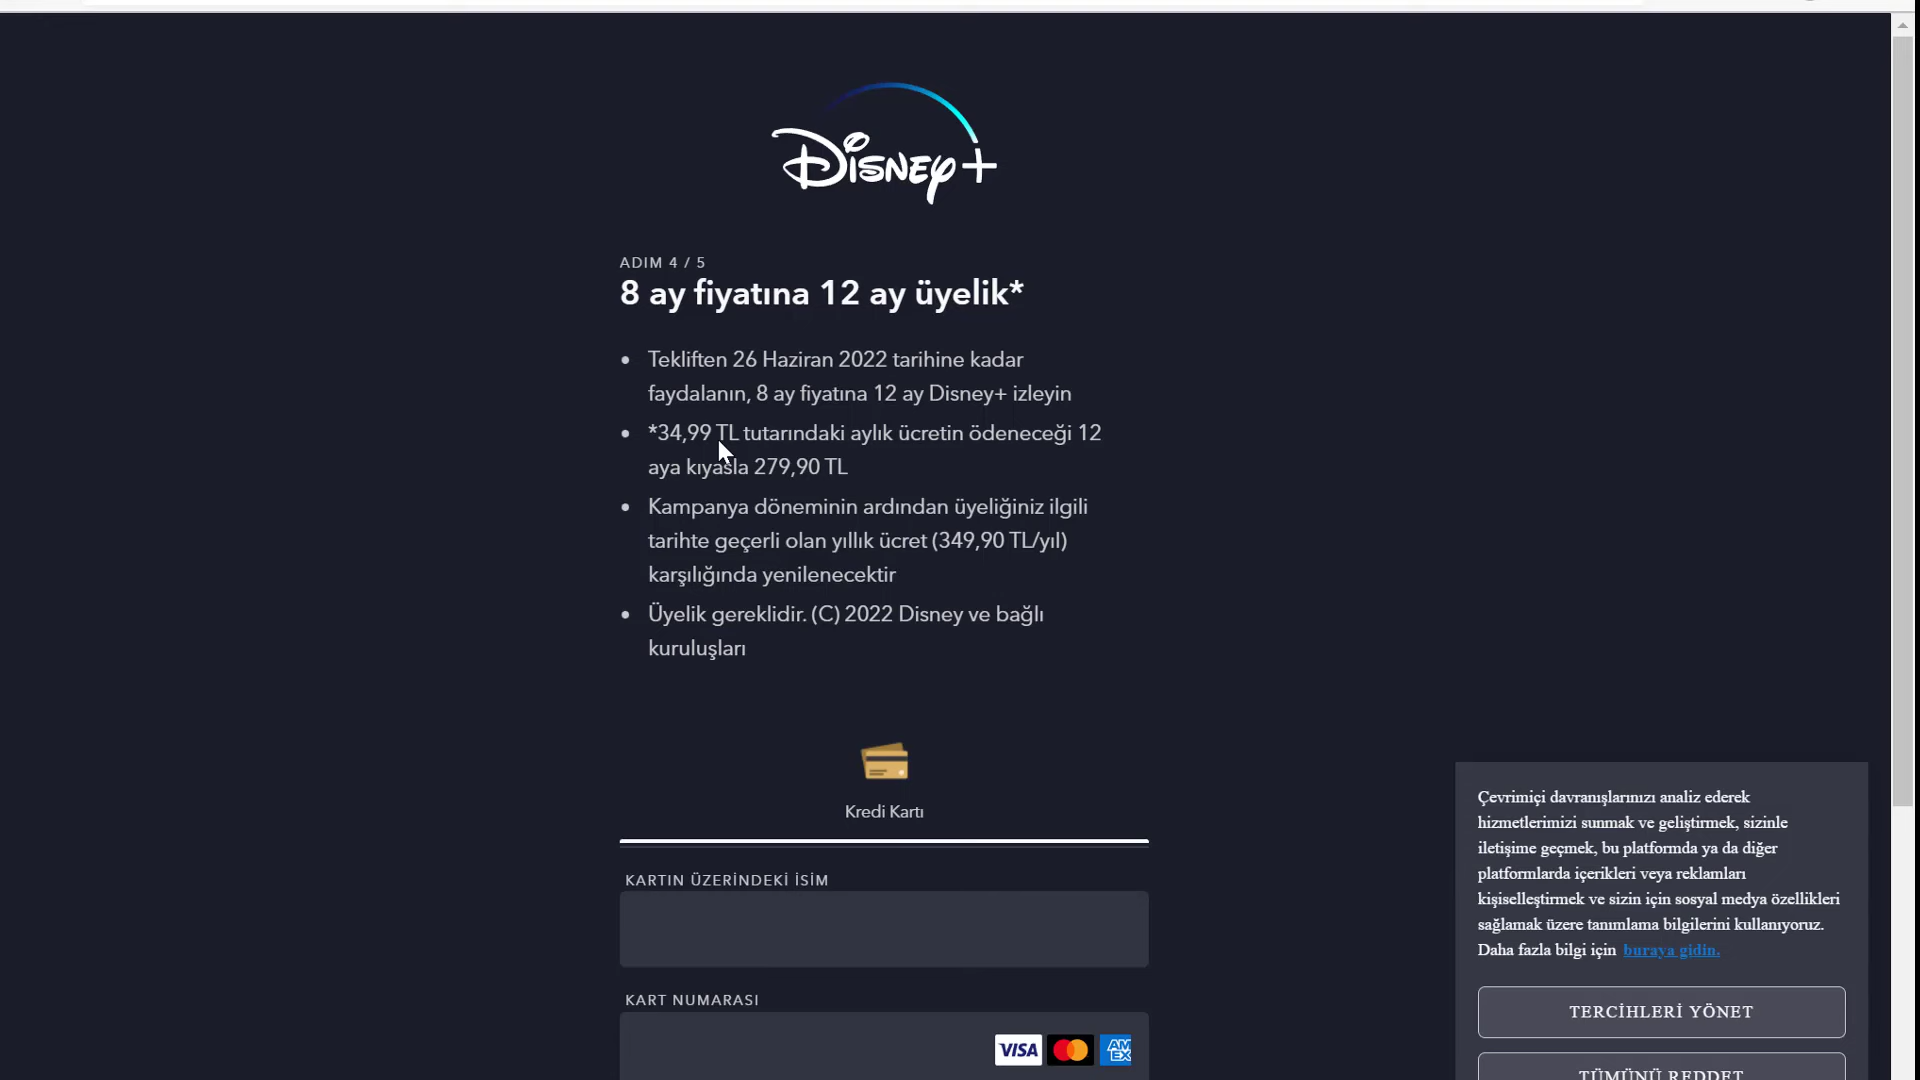 Disney+
ADIM 4 / 5
8 ay fiyatına 12 ay üyelik*
• Tekliften 26 Haziran 2022 tarihine kadar
faydalanın, 8 ay fiyatına 12 ay Disney+ izleyin
• *34,99 TL tutarındaki aylık ücretin ödeneceği 12
aya kıyasla 279,90 TL
• Kampanya döneminin ardından üyeliğiniz ilgili
tarihte geçerli olan yıllık ücret (349,90 TL/yıl)
karşılığında yenilenecektir
• Üyelik gereklidir. (C) 2022 Disney ve bağlı
kuruluşları
Kredi Kartı
KARTIN ÜZERİNDEKİ İSİM
KART NUMARASI
VISA
AM
EX
Çevrimiçi davranışlarınızı analiz ederek
hizmetlerimizi sunmak ve geliştirmek, sizinle
iletişime geçmek, bu platformda ya da diğer
platformlarda içerikleri veya reklamları
kişiselleştirmek ve sizin için sosyal medya özellikleri
sağlamak üzere tanımlama bilgilerini kullanıyoruz.
Daha fazla bilgi için buraya gidin.
TERCİHLERİ YÖNET
TÜMÜNÜ REDDET